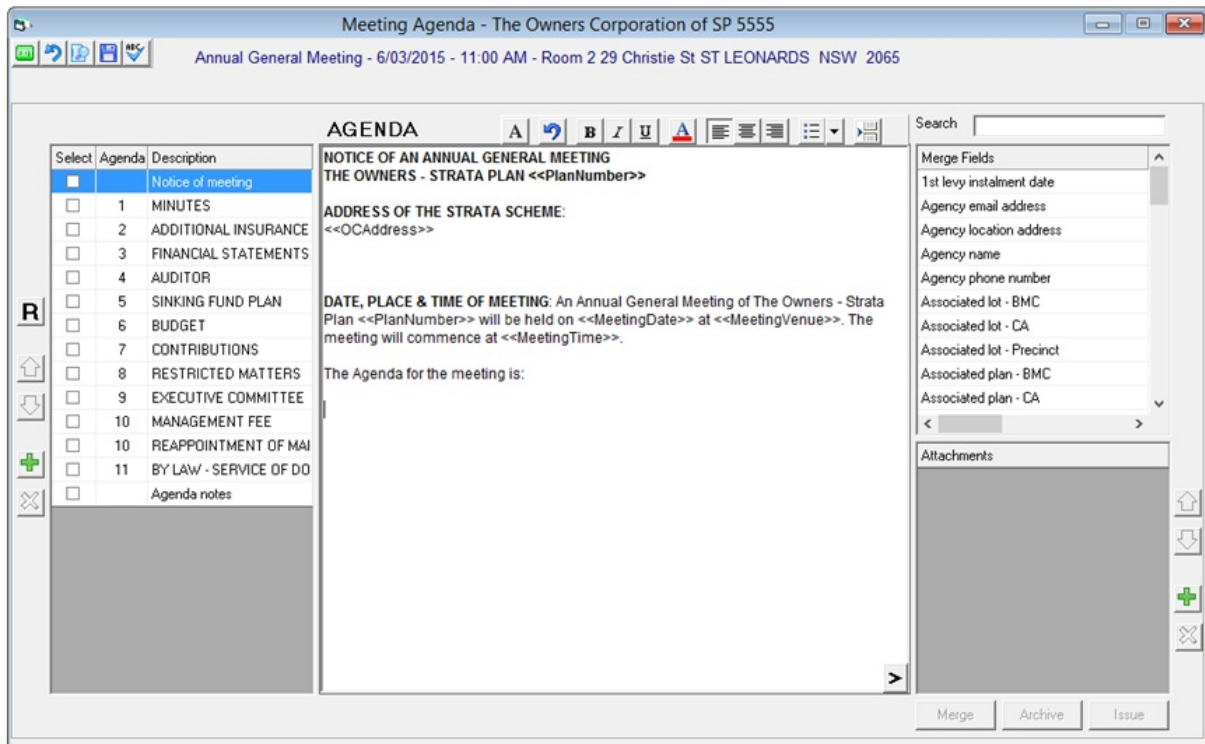 Meeting Agenda - The Owners Corporation of SP 5555
ABC
Annual General Meeting - 6/03/2015 - 11:00 AM - Room 2 29 Christie St ST LEONARDS NSW 2065
AGENDA
A
B I U A
Search
Select Agenda Description
Notice of meeting
1 MINUTES
2 ADDITIONAL INSURANCE
3 FINANCIAL STATEMENTS
4 AUDITOR
5 SINKING FUND PLAN
6 BUDGET
7 CONTRIBUTIONS
8 RESTRICTED MATTERS
9 EXECUTIVE COMMITTEE
10 MANAGEMENT FEE
10 REAPPOINTMENT OF MAI
11 BY LAW - SERVICE OF DO
Agenda notes
R
NOTICE OF AN ANNUAL GENERAL MEETING
THE OWNERS - STRATA PLAN <<PlanNumber>>
ADDRESS OF THE STRATA SCHEME:
<<OCAddress>>
DATE, PLACE & TIME OF MEETING: An Annual General Meeting of The Owners - Strata
Plan <<PlanNumber>> will be held on <<MeetingDate>> at <<MeetingVenue>>. The
meeting will commence at <<MeetingTime>>.
The Agenda for the meeting is:
>
Merge Fields
1st levy instalment date
Agency email address
Agency location address
Agency name
Agency phone number
Associated lot - BMC
Associated lot - CA
Associated lot - Precinct
Associated plan - BMC
Associated plan - CA
Attachments
Merge
Archive
Issue